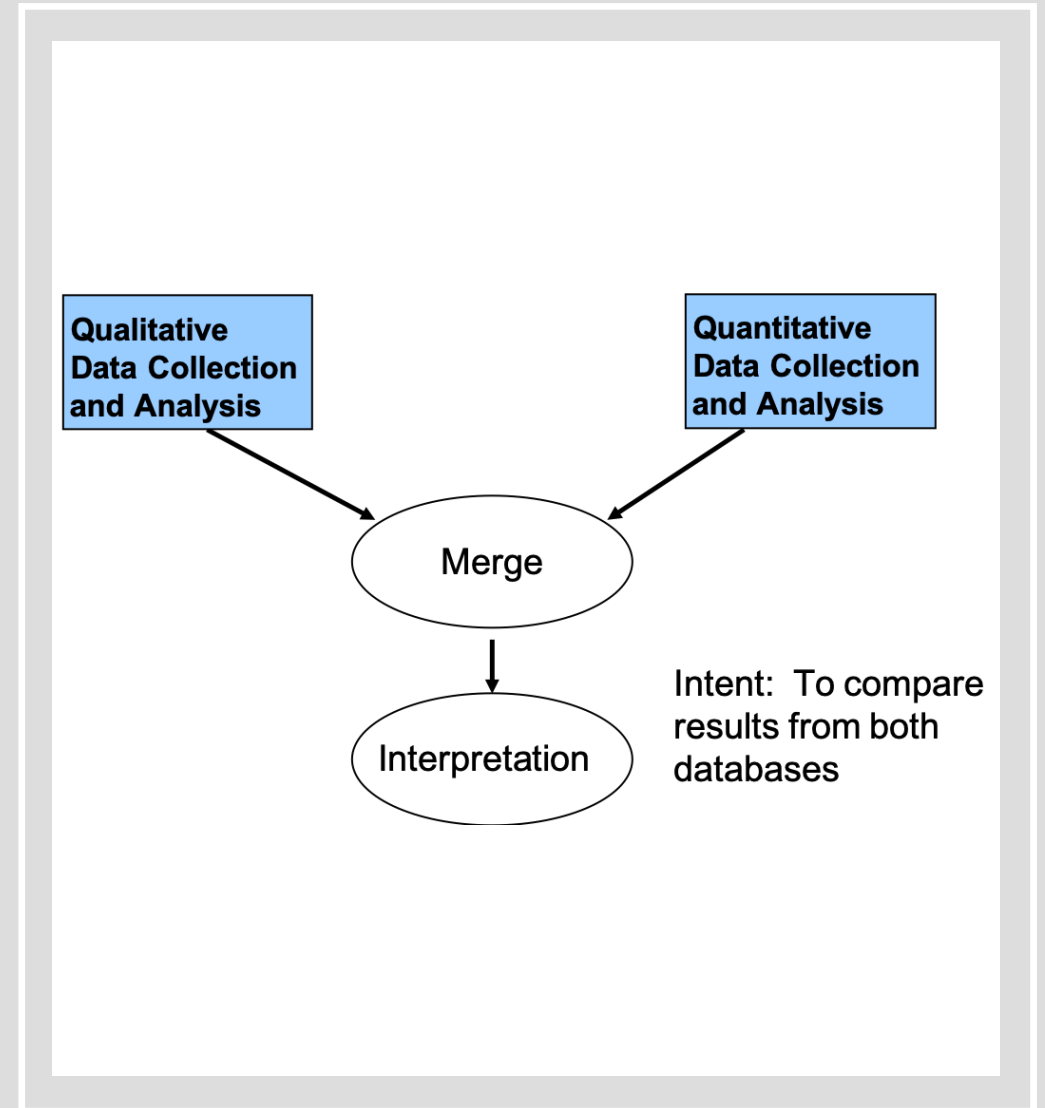 Qualitative
Data Collection
and Analysis
Quantitative
Data Collection
and Analysis
Merge
Interpretation
Intent:  To compare
results from both
databases